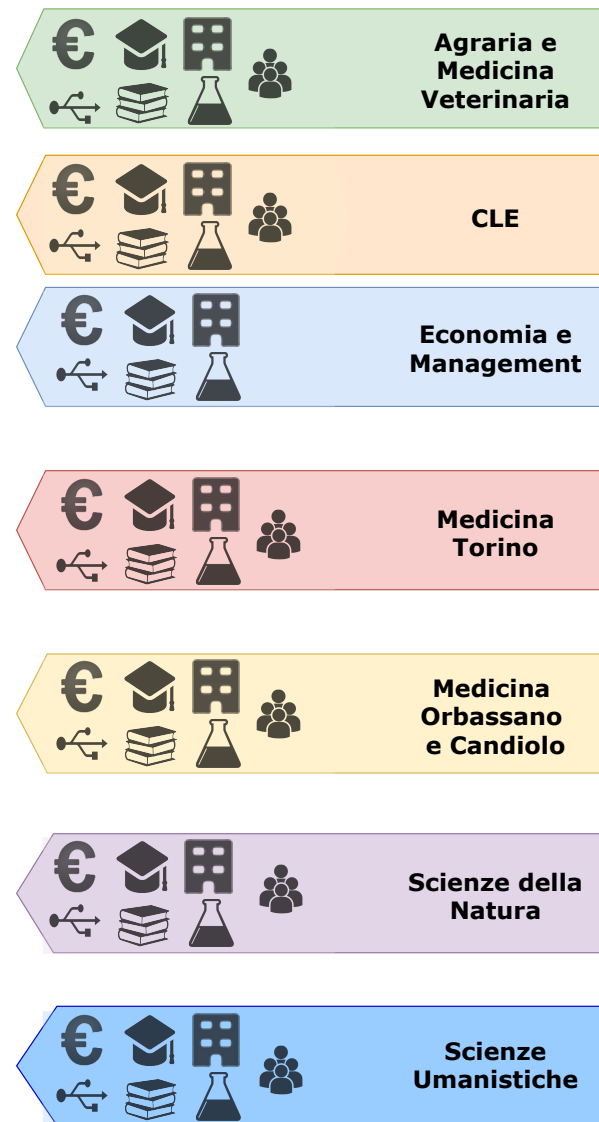 Agraria e
Medicina
Veterinaria
CLE
Economia e
Management
Medicina
Torino
Medicina
Orbassano
e Candiolo
Scienze della
Natura
Scienze
Umanistiche